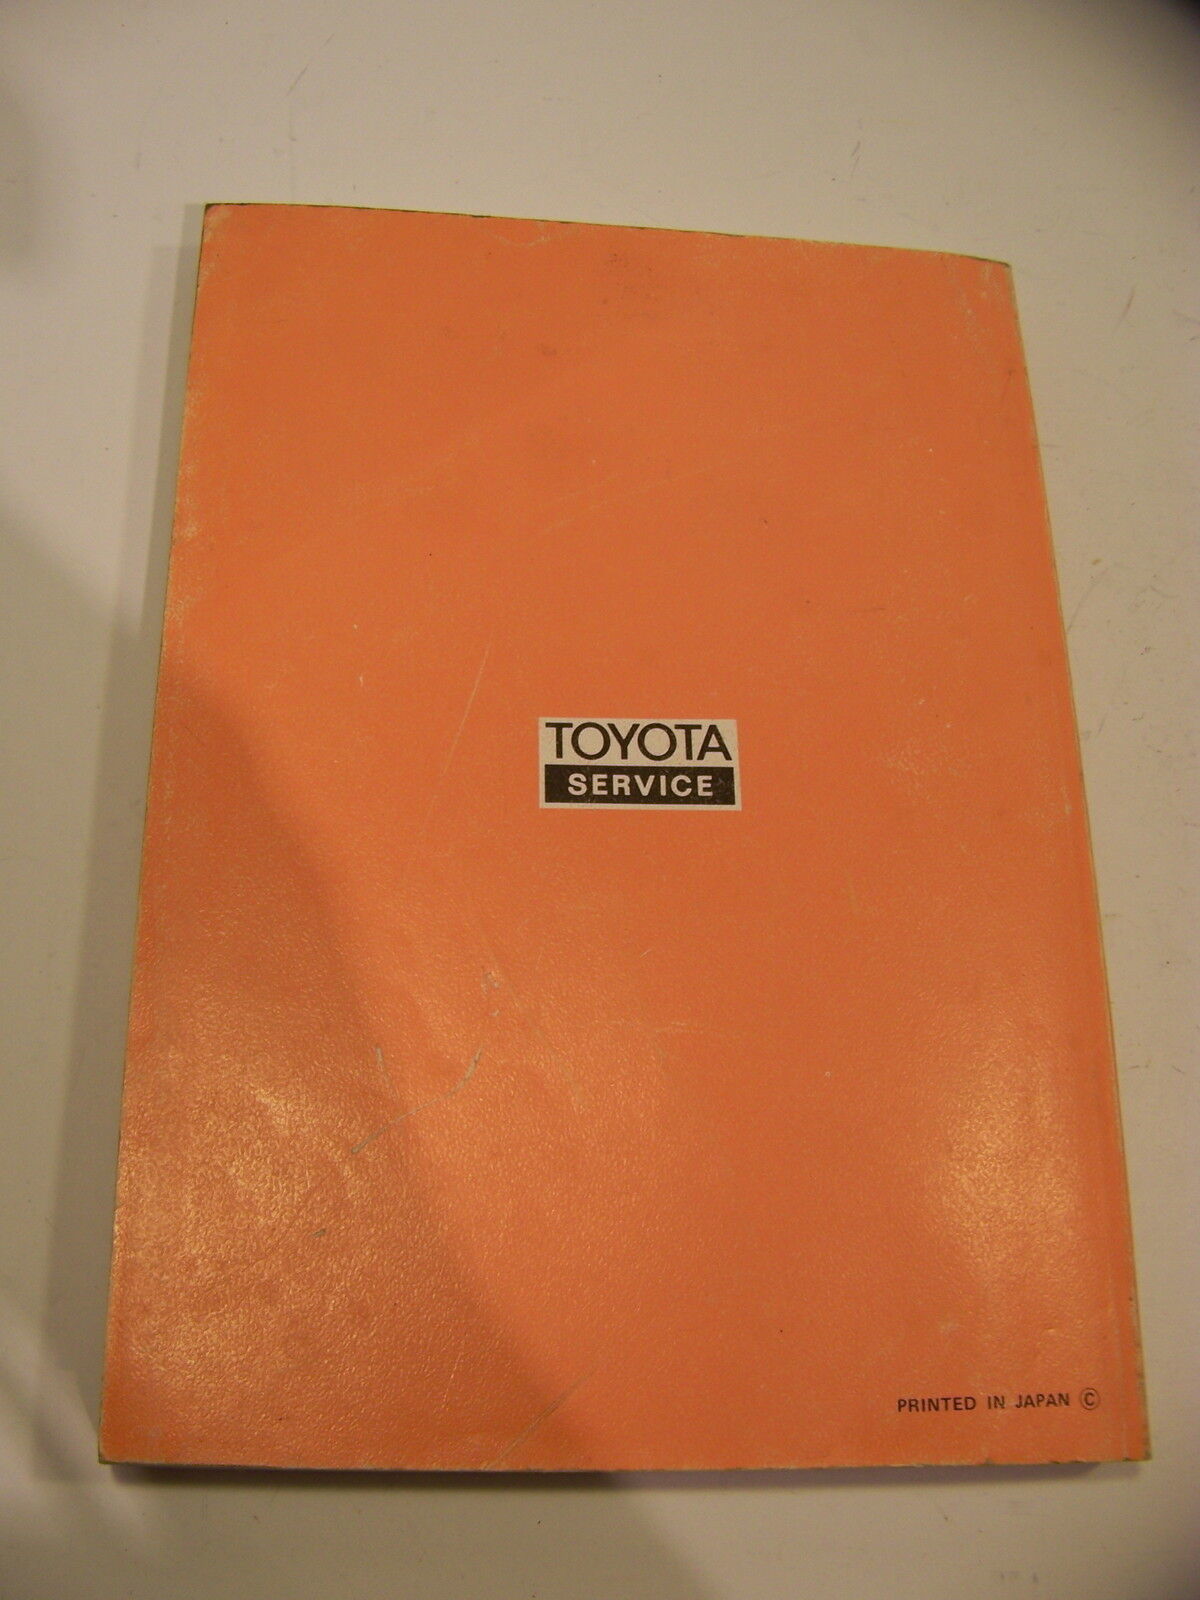 TOYOTA
SERVICE
PRINTED IN JAPAN ©